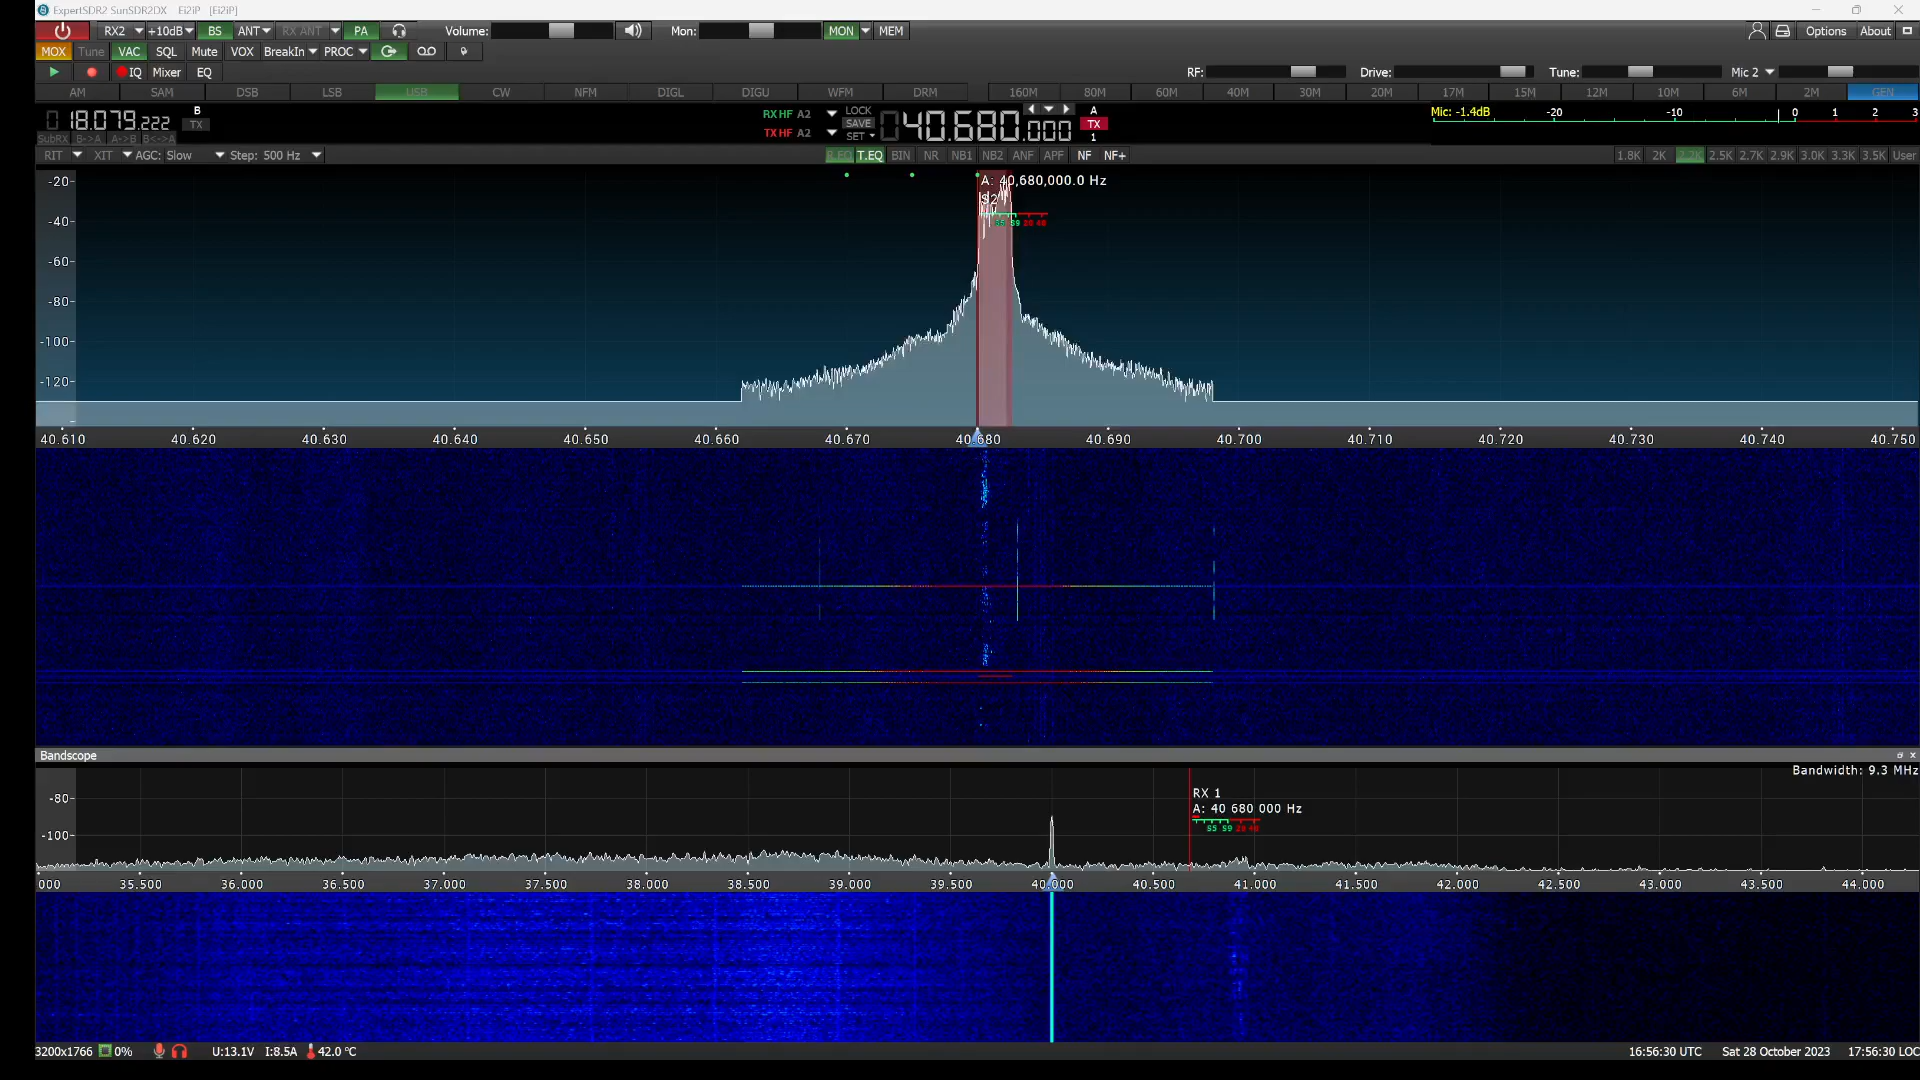 ExpertSDR2 SunSDR2DX Ei2iP [Ei2iP]
RX2 +10dB BS ANT RX ANT PA Volume: Mon: MON MEM Options About
MOX Tune VAC SQL Mute VOX BreakIn PROC
IQ Mixer EQ RF: Drive: Tune: Mic 2
AM SAM DSB LSB USB CW NFM DIGL DIGU WFM DRM 160M 80M 60M 40M 30M 20M 17M 15M 12M 10M 6M 2M GEN
18.079.222 B TX
RX HF A2 LOCK
SAVE
TX HF A2 SET
40.680.000 A TX 1
Mic: -1.4dB -20 -10 0 1 2 3
SubRX B->A A->B B<->A
RIT XIT AGC: Slow Step: 500 Hz T.EQ BIN NR NB1 NB2 ANF APF NF NF+ 1.8K 2K 2.5K 2.7K 2.9K 3.0K 3.3K 3.5K User
A: 40,680,000.0 Hz
S2
S9 20 40
-20
-40
-60
-80
-100
-120
40.610 40.620 40.630 40.640 40.650 40.660 40.670 40.680 40.690 40.700 40.710 40.720 40.730 40.740 40.750
Bandscope
Bandwidth: 9.3 MHz
RX 1
A: 40 680 000 Hz
S5 S9 20 40
-80
-100
000 35.500 36.000 36.500 37.000 37.500 38.000 38.500 39.000 39.500 40.000 40.500 41.000 41.500 42.000 42.500 43.000 43.500 44.000
3200x1766 0% U:13.1V I:8.5A 42.0 ºC 16:56:30 UTC Sat 28 October 2023 17:56:30 LOC